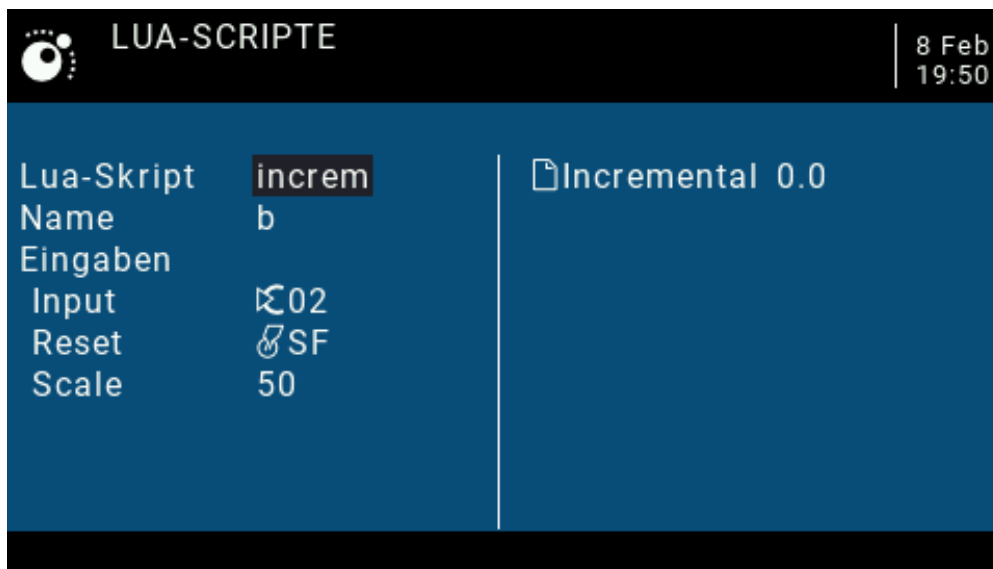 LUA-SCRIPTE
8 Feb
19:50
Lua-Skript increm
Name b
Eingaben
Input 02
Reset SF
Scale 50
Incremental 0.0